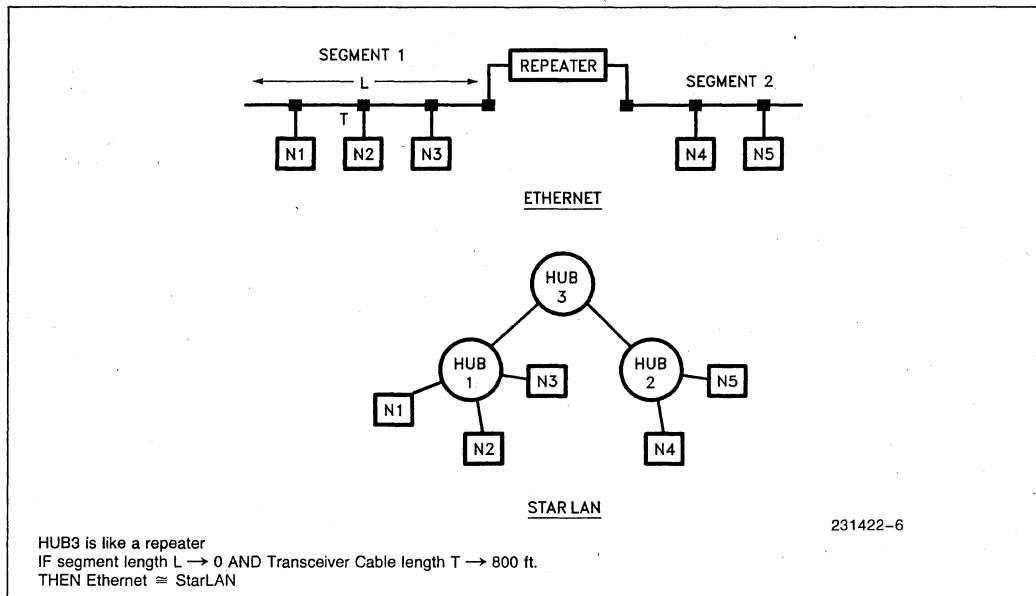 SEGMENT 1
L
REPEATER
SEGMENT 2
T
N1
N2
N3
N4
N5
ETHERNET
HUB
3
HUB
1
HUB
2
N3
N5
N1
N2
N4
STAR LAN
231422-6
HUB3 is like a repeater
IF segment length L → 0 AND Transceiver Cable length T → 800 ft.
THEN Ethernet ≅ StarLAN